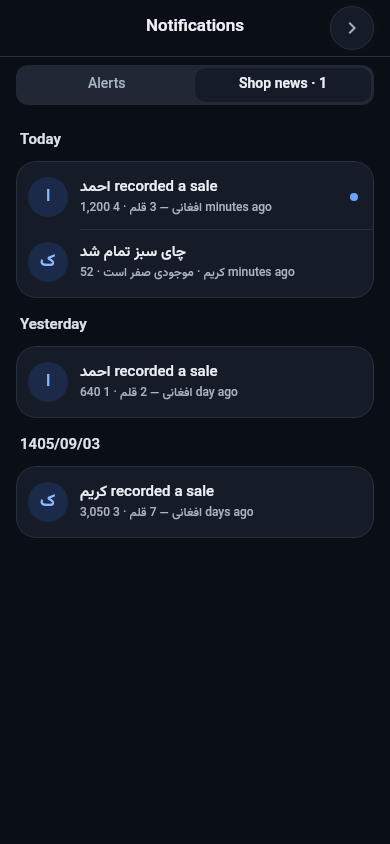 Notifications
Alerts
Shop news · 1
Today
ا
احمد recorded a sale
1,200 افغانی — 3 قلم · 4 minutes ago
ک
چای سبز تمام شد
کریم · موجودی صفر است · 52 minutes ago
Yesterday
ا
احمد recorded a sale
640 افغانی — 2 قلم · 1 day ago
1405/09/03
ک
کریم recorded a sale
3,050 افغانی — 7 قلم · 3 days ago